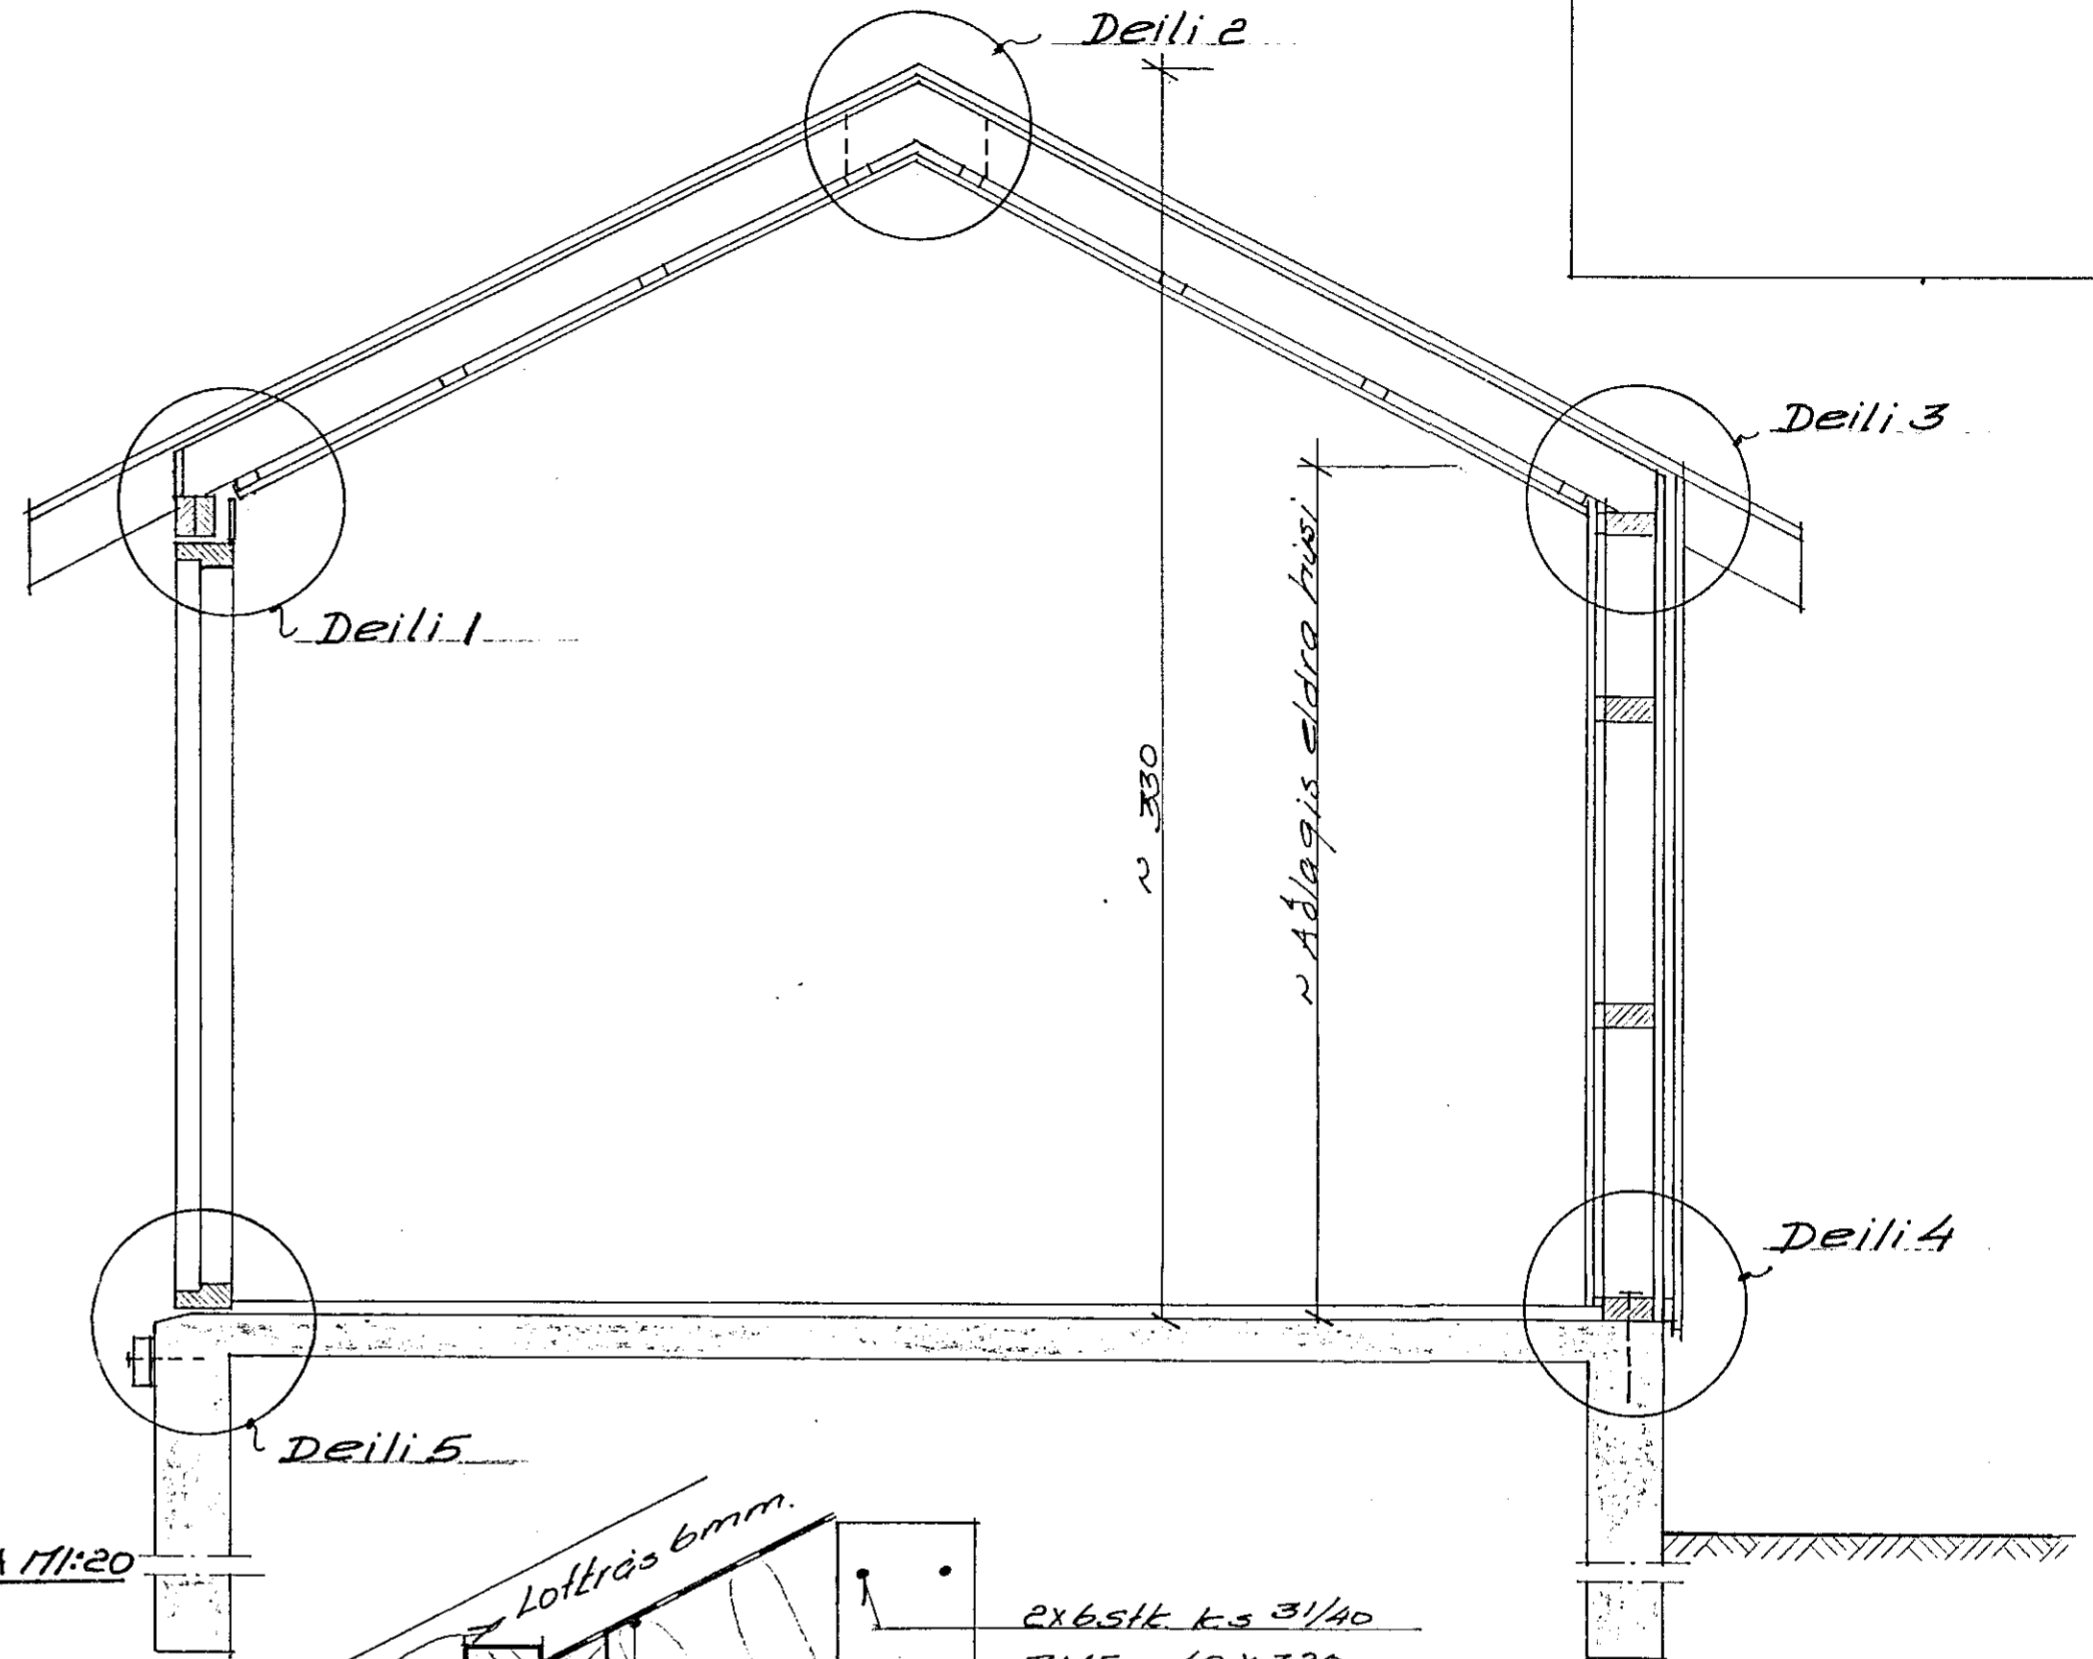 Deili 2
Deili 3
Deili 1
~ 330
~ Aðlagis eldra húsi
Deili 4
Deili 5
M 1:20
Loftrás 6mm.
2x6stk. ks 31/40